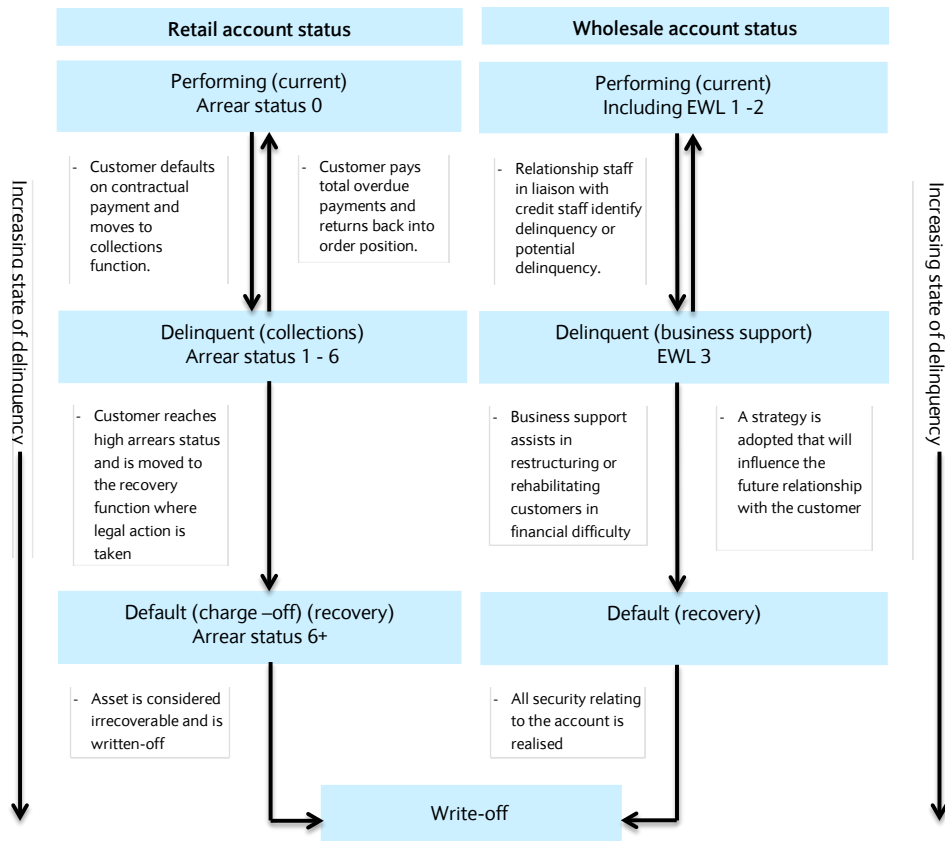 Retail account status
Wholesale account status
Performing (current)
Arrear status 0
Performing (current)
Including EWL 1 -2
- Customer defaults
on contractual
payment and
moves to
collections
function.
- Customer pays
total overdue
payments and
returns back into
order position.
- Relationship staff
in liaison with
credit staff identify
delinquency or
potential
delinquency.
Increasing state of delinquency
Increasing state of delinquency
Delinquent (collections)
Arrear status 1 - 6
Delinquent (business support)
EWL 3
- Customer reaches
high arrears status
and is moved to
the recovery
function where
legal action is
taken
- Business support
assists in
restructuring or
rehabilitating
customers in
financial difficulty
- A strategy is
adopted that will
influence the
future relationship
with the customer
Default (charge –off) (recovery)
Arrear status 6+
Default (recovery)
- Asset is considered
irrecoverable and is
written-off
- All security relating
to the account is
realised
Write-off